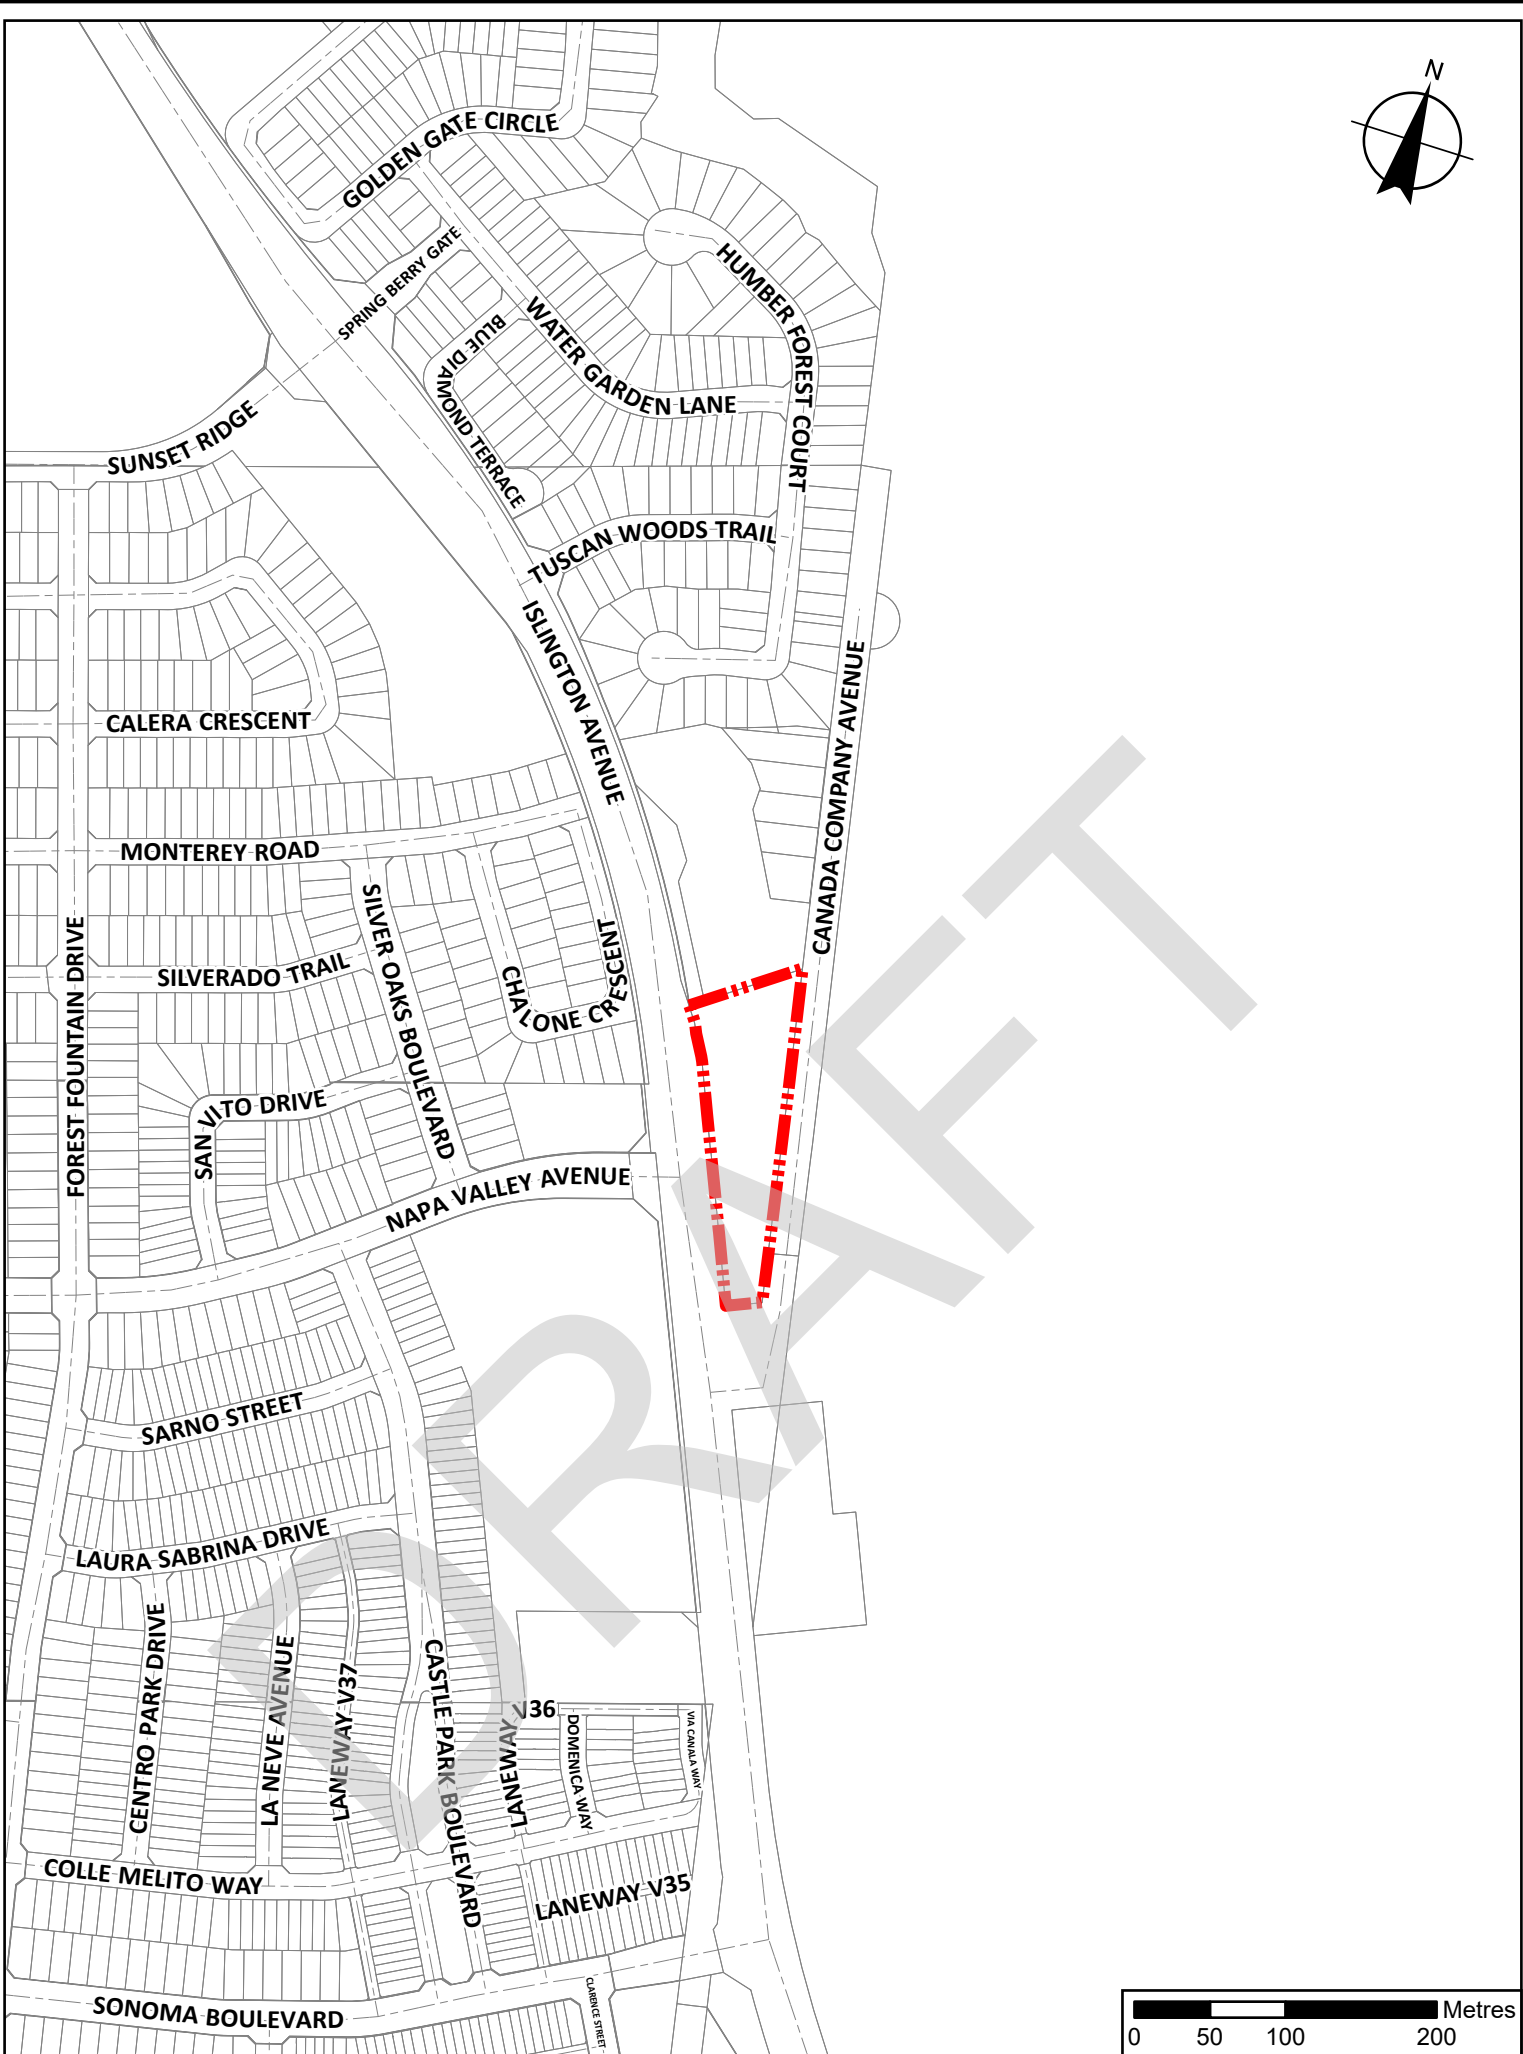 N
GOLDEN GATE CIRCLE
SPRING BERRY GATE
HUMBER FOREST COURT
BLUE DIAMOND TERRACE
WATER GARDEN LANE
SUNSET RIDGE
TUSCAN WOODS TRAIL
ISLINGTON AVENUE
CANADA COMPANY AVENUE
CALERA CRESCENT
MONTEREY ROAD
SILVER OAKS BOULEVARD
FOREST FOUNTAIN DRIVE
SILVERADO TRAIL
CHALONE CRESCENT
SAN VITO DRIVE
NAPA VALLEY AVENUE
DRAFT
SARNO STREET
LAURA SABRINA DRIVE
CENTRO PARK DRIVE
LA NEVE AVENUE
LANEWAY V37
CASTLE PARK BOULEVARD
LANEWAY V36
DOMENICA WAY
VIA CANALA WAY
COLLE MELITO WAY
LANEWAY V35
SONOMA BOULEVARD
CLARENCE STREET
Metres
0 50 100 200